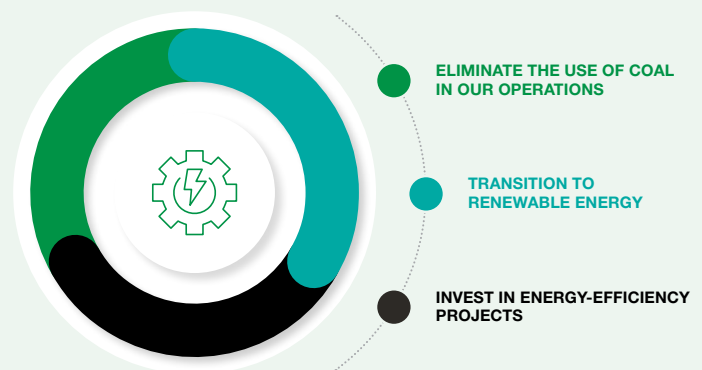 ELIMINATE THE USE OF COAL
IN OUR OPERATIONS
TRANSITION TO
RENEWABLE ENERGY
INVEST IN ENERGY-EFFICIENCY
PROJECTS